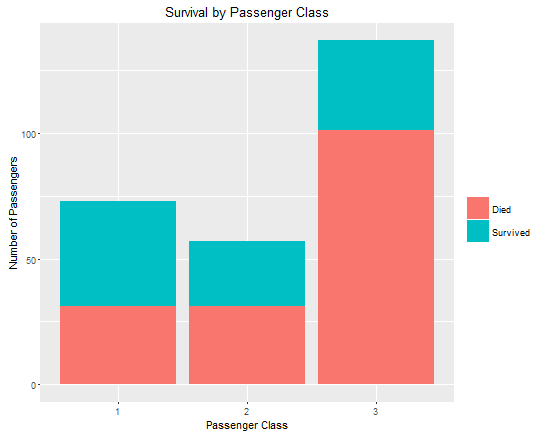 Survival by Passenger Class
Number of Passengers
100
50
0
1
2
3
Passenger Class
Died
Survived